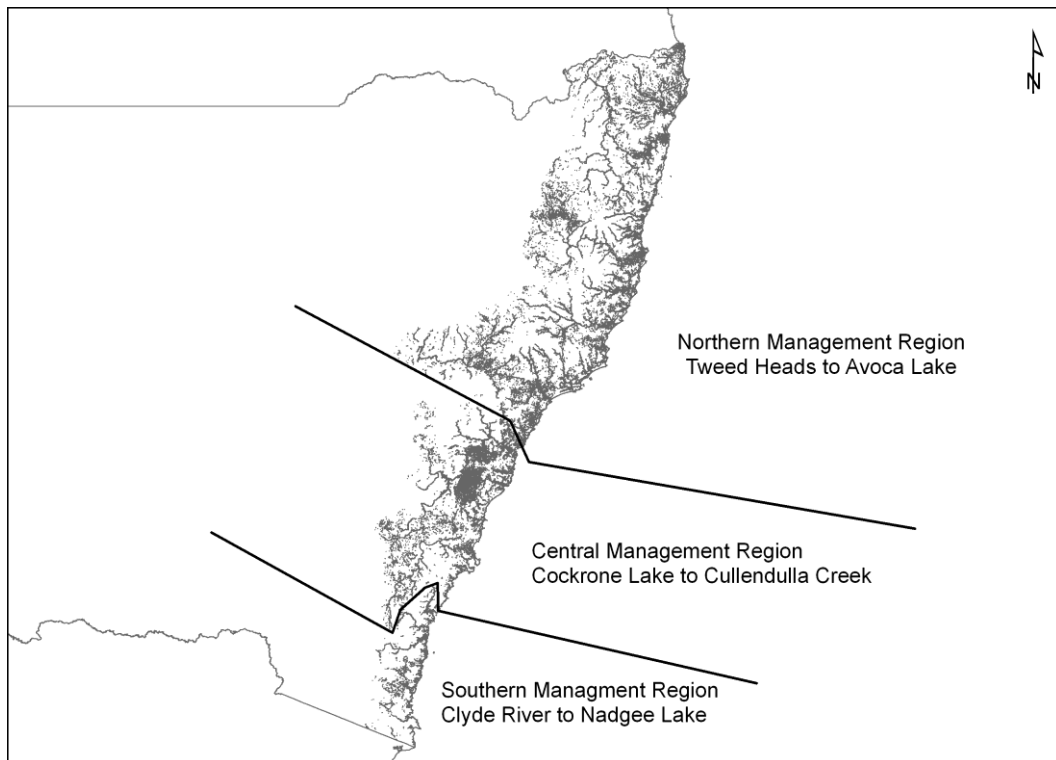 N
Northern Management Region
Tweed Heads to Avoca Lake
Central Management Region
Cockrone Lake to Cullendulla Creek
Southern Managment Region
Clyde River to Nadgee Lake